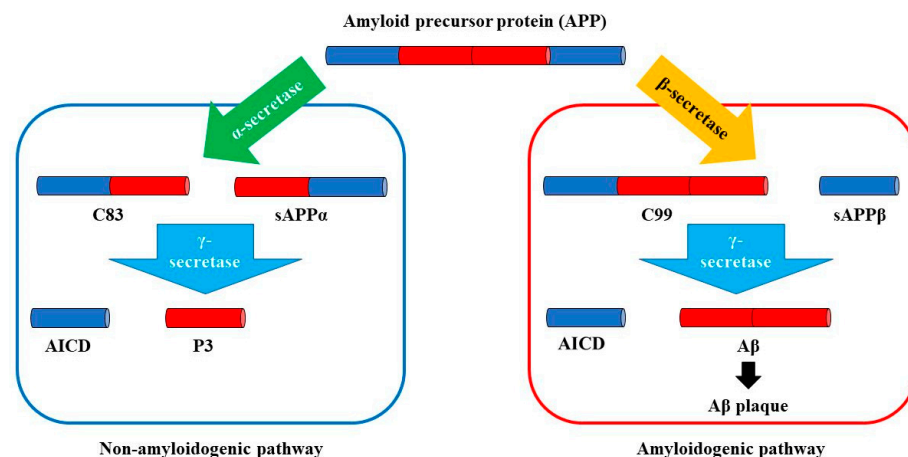 Amyloid precursor protein (APP)
α-secretase
β-secretase
C83
sAPPα
C99
sAPPβ
γ-
secretase
γ-
secretase
AICD
P3
AICD
Aβ
Aβ plaque
Non-amyloidogenic pathway
Amyloidogenic pathway